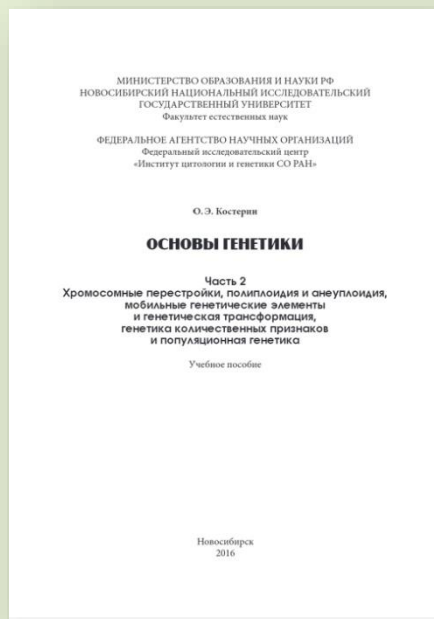 МИНИСТЕРСТВО ОБРАЗОВАНИЯ И НАУКИ РФ
НОВОСИБИРСКИЙ НАЦИОНАЛЬНЫЙ ИССЛЕДОВАТЕЛЬСКИЙ
ГОСУДАРСТВЕННЫЙ УНИВЕРСИТЕТ
Факультет естественных наук
ФЕДЕРАЛЬНОЕ АГЕНТСТВО НАУЧНЫХ ОРГАНИЗАЦИЙ
Федеральный исследовательский центр
«Институт цитологии и генетики СО РАН»
О. Э. Костерин
ОСНОВЫ ГЕНЕТИКИ
Часть 2
Хромосомные перестройки, полиплоидия и анеуплоидия,
мобильные генетические элементы
и генетическая трансформация,
генетика количественных признаков
и популяционная генетика
Учебное пособие
Новосибирск
2016